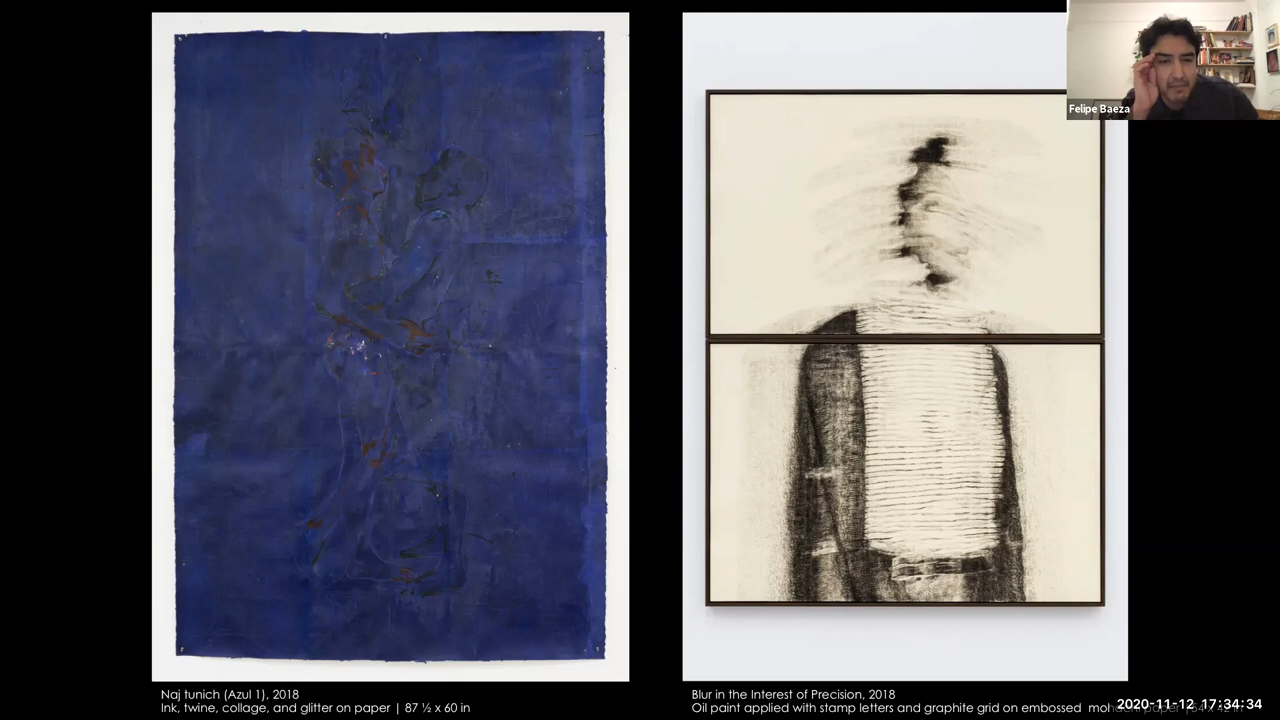 Felipe Baeza
Naj tunich (Azul 1), 2018
Ink, twine, collage, and glitter on paper | 87 ½ x 60 in
Blur in the Interest of Precision, 2018
Oil paint applied with stamp letters and graphite grid on embossed
2020-11-12 17:34:34